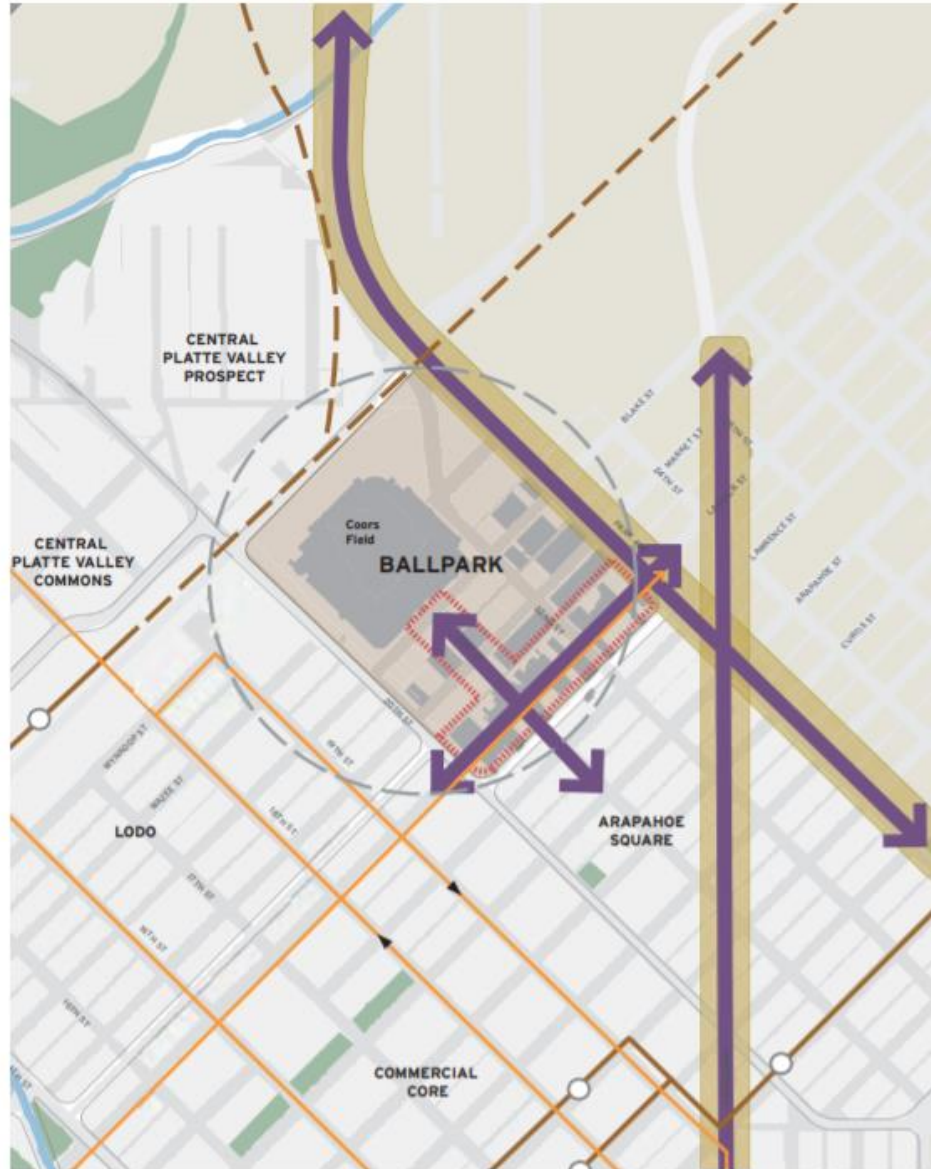 CENTRAL
PLATTE VALLEY
PROSPECT
BLAKE ST
MARKET ST
24TH ST
LAWRENCE ST
ARAPAHOE ST
CURTIS ST
Coors
Field
BALLPARK
CENTRAL
PLATTE VALLEY
COMMONS
20TH ST
WYNKOOP ST
19TH ST
WAZEE ST
18TH ST
LODO
ARAPAHOE
SQUARE
17TH ST
16TH ST
15TH ST
COMMERCIAL
CORE